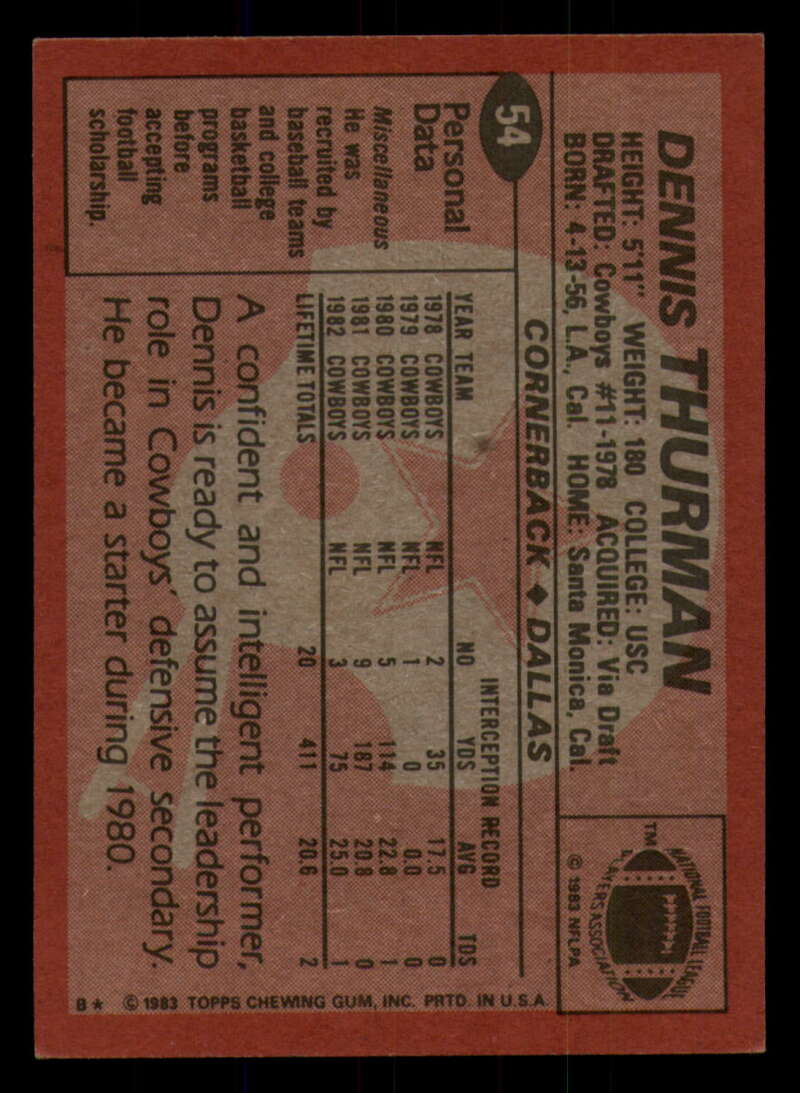 DENNIS THURMAN
HEIGHT: 5'11" WEIGHT: 180 COLLEGE: USC
DRAFTED: Cowboys #11-1978 ACQUIRED: Via Draft
BORN: 4-13-56, L.A., Cal. HOME: Santa Monica, Cal.
NATIONAL FOOTBALL LEAGUE
PLAYERS ASSOCIATION
TM
© 1983 NFLPA
54
CORNERBACK ♦ DALLAS
Personal
Data
Miscellaneous
He was
recruited by
baseball teams
and college
basketball
programs
before
accepting
football
scholarship.
INTERCEPTION RECORD
YEAR TEAM NO YDS AVG TDS
1978 COWBOYS NFL 2 35 17.5 0
1979 COWBOYS NFL 1 0 0.0 0
1980 COWBOYS NFL 5 114 22.8 1
1981 COWBOYS NFL 9 187 20.8 0
1982 COWBOYS NFL 3 75 25.0 1
LIFETIME TOTALS 20 411 20.6 2
A confident and intelligent performer,
Dennis is ready to assume the leadership
role in Cowboys' defensive secondary.
He became a starter during 1980.
B* © 1983 TOPPS CHEWING GUM, INC. PRTD. IN U.S.A.